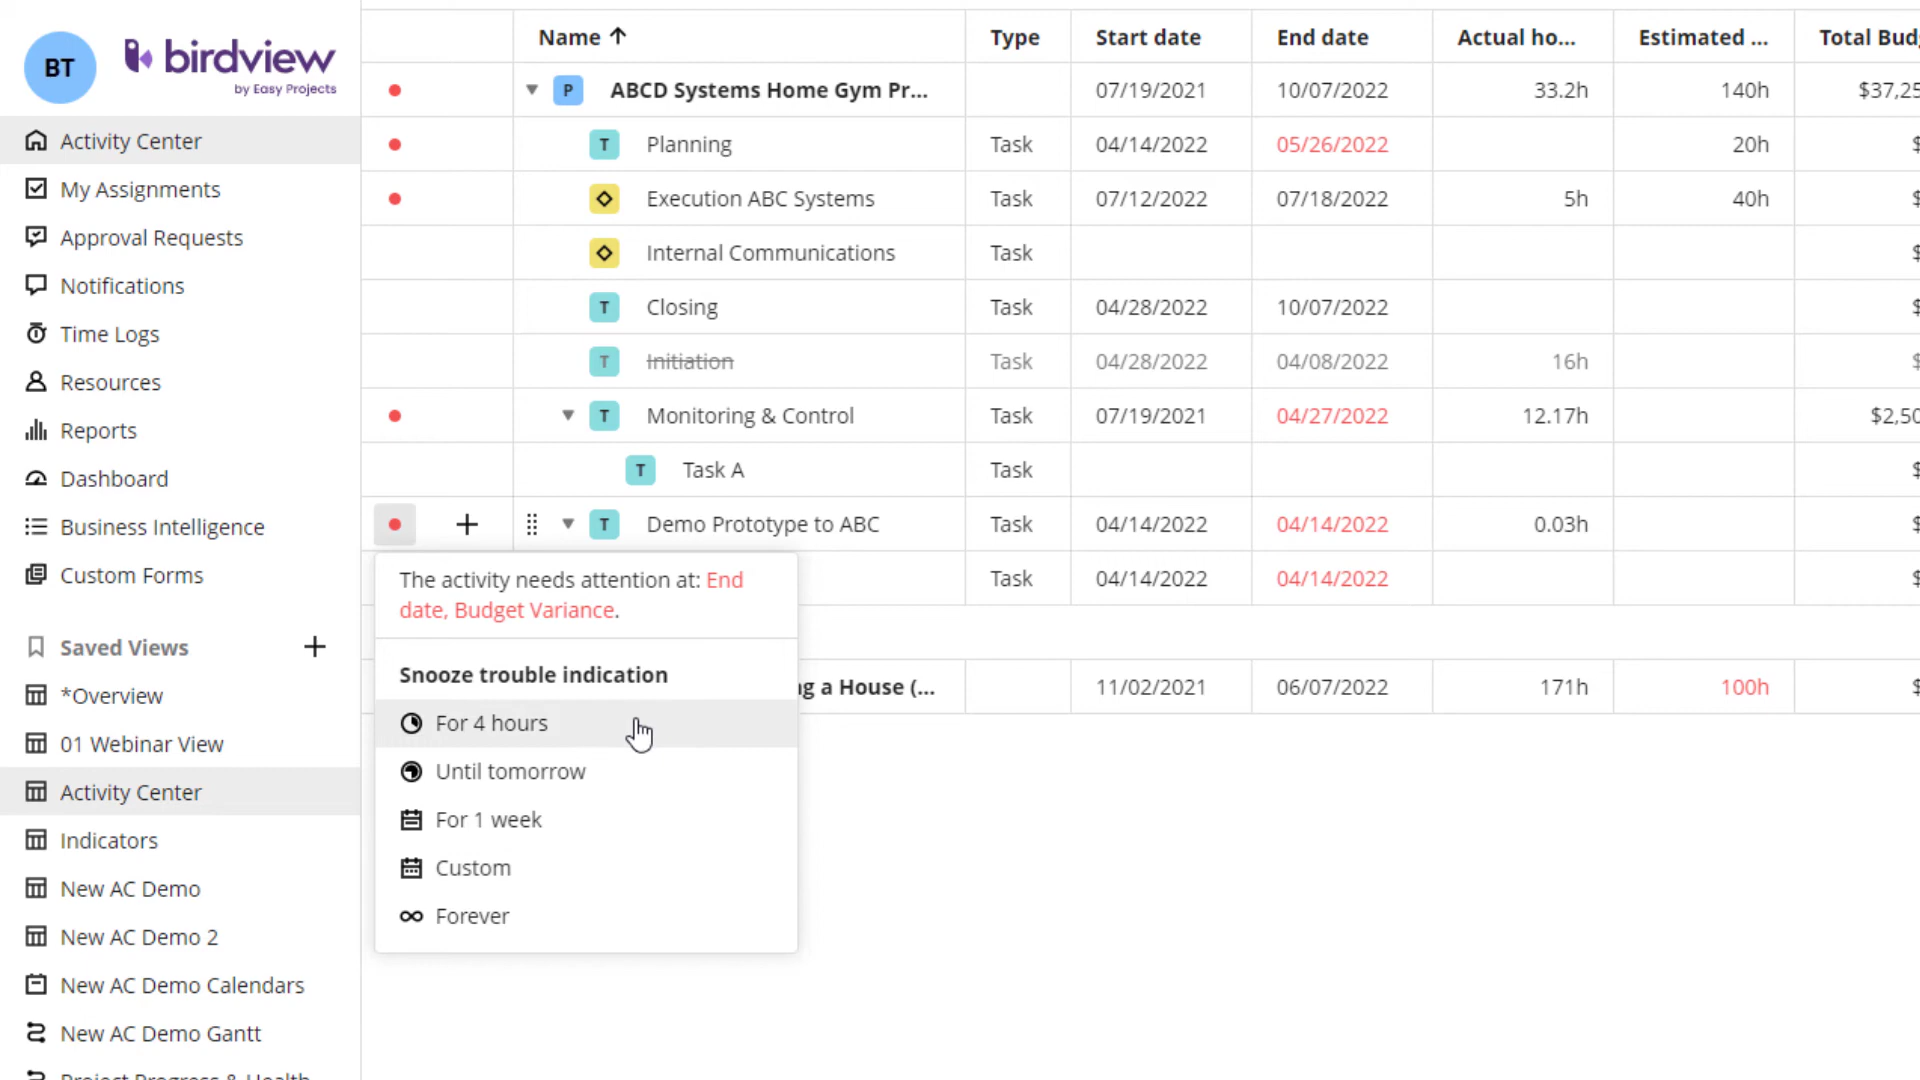 BT
birdview
by Easy Projects
Activity Center
My Assignments
Approval Requests
Notifications
Time Logs
Resources
Reports
Dashboard
Business Intelligence
Custom Forms
Saved Views
*Overview
01 Webinar View
Activity Center
Indicators
New AC Demo
New AC Demo 2
New AC Demo Calendars
New AC Demo Gantt
Project Progress & Health
Name Type Start date End date Actual ho... Estimated ... Total Bud
P ABCD Systems Home Gym Pr... 07/19/2021 10/07/2022 33.2h 140h $37,25
T Planning Task 04/14/2022 05/26/2022 20h $
Execution ABC Systems Task 07/12/2022 07/18/2022 5h 40h $
Internal Communications Task $
T Closing Task 04/28/2022 10/07/2022 $
T Initiation Task 04/28/2022 04/08/2022 16h $
T Monitoring & Control Task 07/19/2021 04/27/2022 12.17h $2,50
T Task A Task $
T Demo Prototype to ABC Task 04/14/2022 04/14/2022 0.03h $
Task 04/14/2022 04/14/2022 $
g a House (... 11/02/2021 06/07/2022 171h 100h $
The activity needs attention at: End
date, Budget Variance.
Snooze trouble indication
For 4 hours
Until tomorrow
For 1 week
Custom
Forever